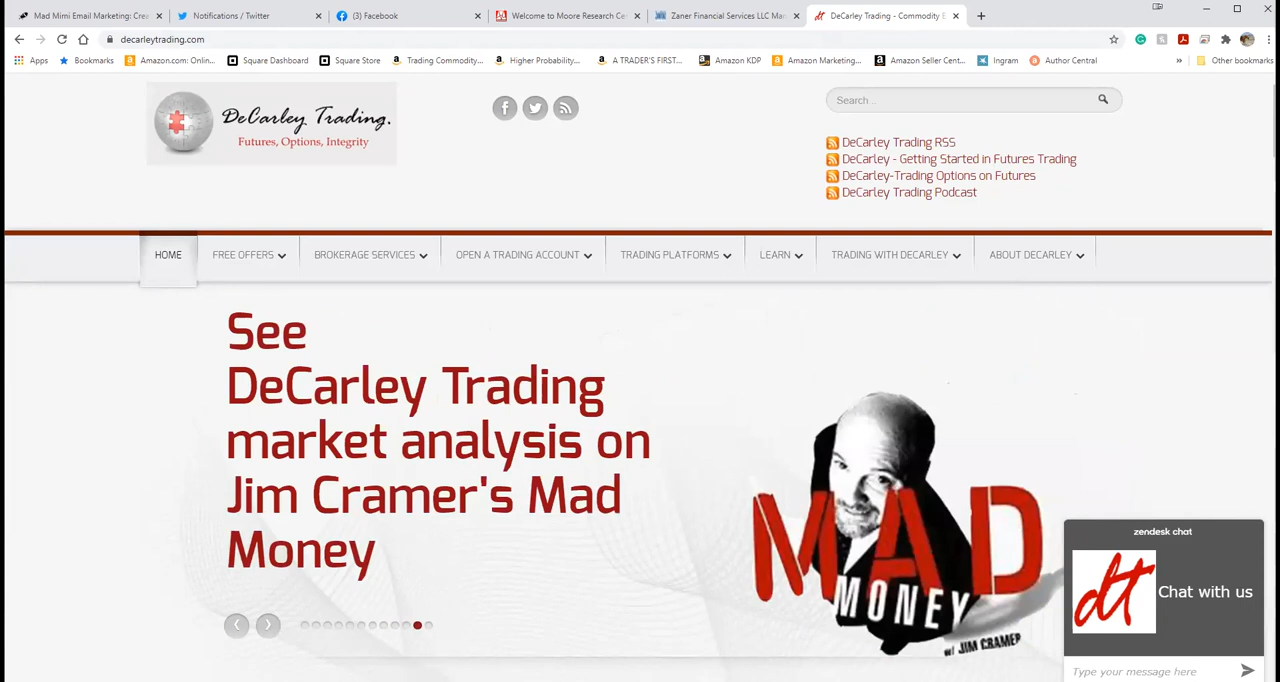 Mad Mimi Email Marketing: Crea
Notifications / Twitter
(3) Facebook
Welcome to Moore Research Ce
Zaner Financial Services LLC Man
DeCarley Trading - Commodity B
decarleytrading.com
Apps
Bookmarks
Amazon.com: Onlin...
Square Dashboard
Square Store
Trading Commodity...
Higher Probability...
A TRADER'S FIRST...
Amazon KDP
Amazon Marketing...
Amazon Seller Cent...
Ingram
Author Central
»
Other bookmarks
DeCarley Trading.
Futures, Options, Integrity
Search ...
DeCarley Trading RSS
DeCarley - Getting Started in Futures Trading
DeCarley-Trading Options on Futures
DeCarley Trading Podcast
HOME
FREE OFFERS
BROKERAGE SERVICES
OPEN A TRADING ACCOUNT
TRADING PLATFORMS
LEARN
TRADING WITH DECARLEY
ABOUT DECARLEY
See
DeCarley Trading
market analysis on
Jim Cramer's Mad
Money
MAD
MONEY
w/ JIM CRAMER
zendesk chat
dt
Chat with us
Type your message here